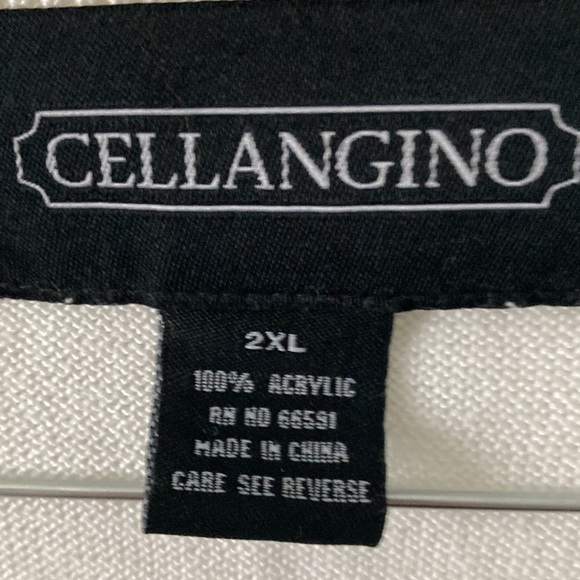 CELLANGINO
2XL
100% ACRYLIC
RN NO 66591
MADE IN CHINA
CARE SEE REVERSE